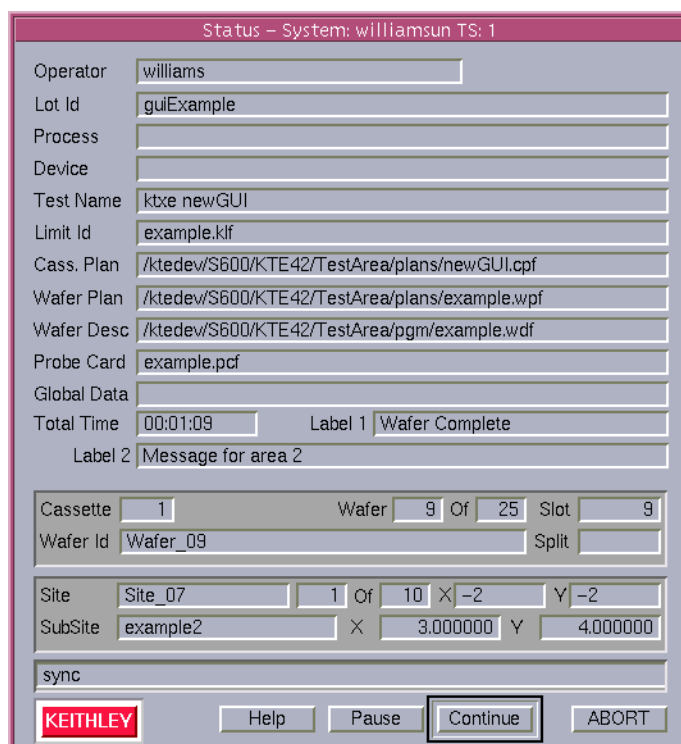 Status – System: williamsun TS: 1
Operator williams
Lot Id guiExample
Process
Device
Test Name ktxe newGUI
Limit Id example.klf
Cass. Plan /ktedev/S600/KTE42/TestArea/plans/newGUI.cpf
Wafer Plan /ktedev/S600/KTE42/TestArea/plans/example.wpf
Wafer Desc /ktedev/S600/KTE42/TestArea/pgm/example.wdf
Probe Card example.pcf
Global Data
Total Time 00:01:09 Label 1 Wafer Complete
Label 2 Message for area 2
Cassette 1 Wafer 9 Of 25 Slot 9
Wafer Id Wafer_09 Split
Site Site_07 1 Of 10 X -2 Y -2
SubSite example2 X 3.000000 Y 4.000000
sync
KEITHLEY Help Pause Continue ABORT